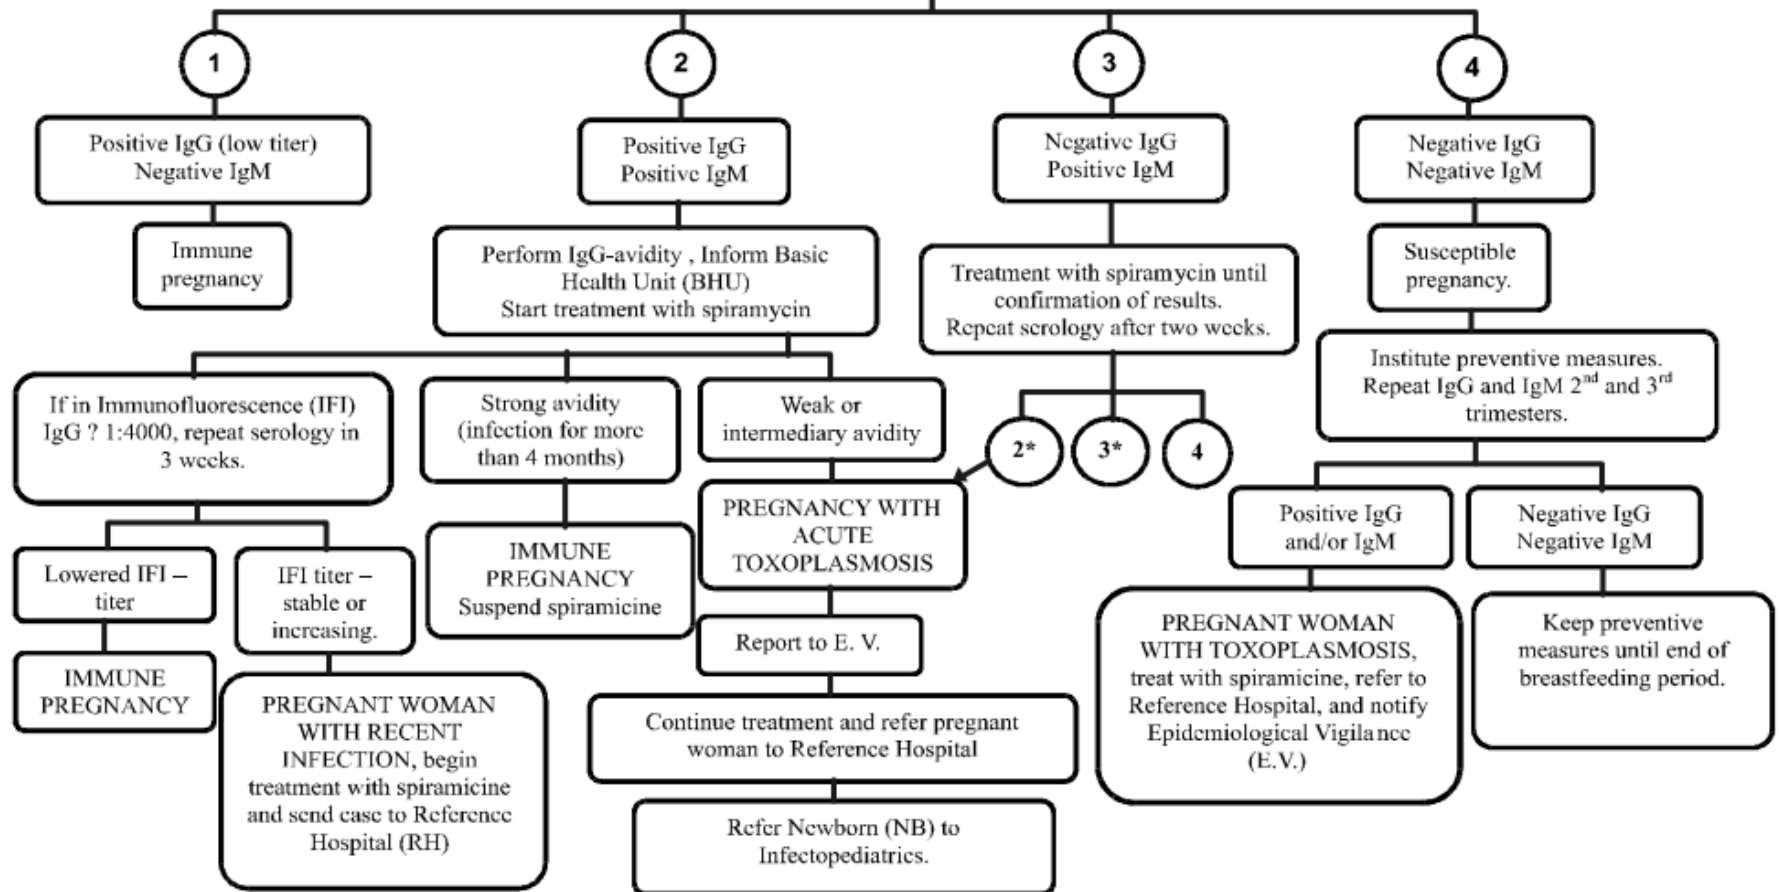 1
2
3
4
Positive IgG (low titer)
Negative IgM
Positive IgG
Positive IgM
Negative IgG
Positive IgM
Negative IgG
Negative IgM
Immune
pregnancy
Perform IgG-avidity , Inform Basic
Health Unit (BHU)
Start treatment with spiramycin
Treatment with spiramycin until
confirmation of results.
Repeat serology after two weeks.
Susceptible
pregnancy.
Institute preventive measures.
Repeat IgG and IgM 2nd and 3rd
trimesters.
If in Immunofluorescence (IFI)
IgG ? 1:4000, repeat serology in
3 weeks.
Strong avidity
(infection for more
than 4 months)
Weak or
intermediary avidity
2*
3*
4
Lowered IFI –
titer
IFI titer –
stable or
increasing.
IMMUNE
PREGNANCY
Suspend spiramicine
PREGNANCY WITH
ACUTE
TOXOPLASMOSIS
Positive IgG
and/or IgM
Negative IgG
Negative IgM
IMMUNE
PREGNANCY
PREGNANT WOMAN
WITH RECENT
INFECTION, begin
treatment with spiramicine
and send case to Reference
Hospital (RH)
Report to E. V.
Continue treatment and refer pregnant
woman to Reference Hospital
Refer Newborn (NB) to
Infectopediatrics.
PREGNANT WOMAN
WITH TOXOPLASMOSIS,
treat with spiramicine, refer to
Reference Hospital, and notify
Epidemiological Vigilance
(E.V.)
Keep preventive
measures until end of
breastfeeding period.